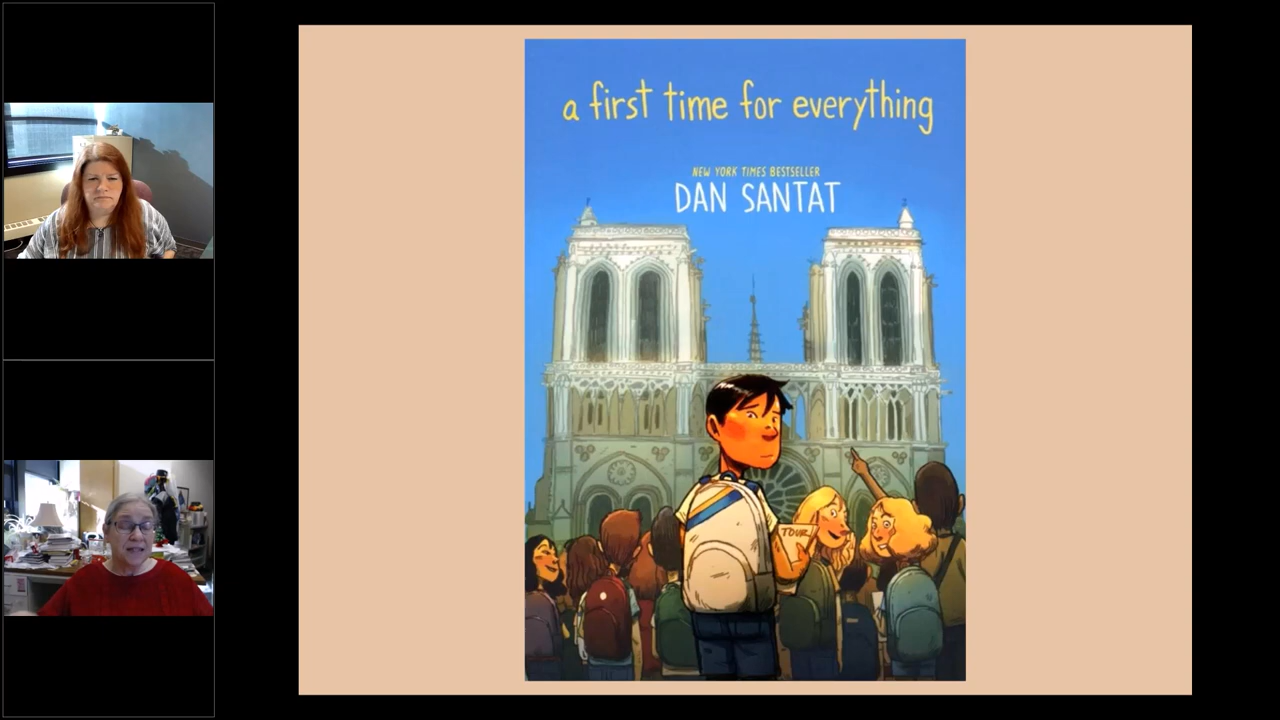 a first time for everything
NEW YORK TIMES BESTSELLER
DAN SANTAT
TOUR